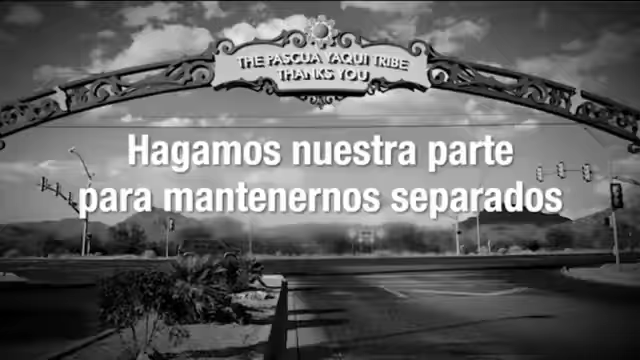 THE PASCUA YAQUI TRIBE
THANKS YOU
Hagamos nuestra parte
para mantenernos separados